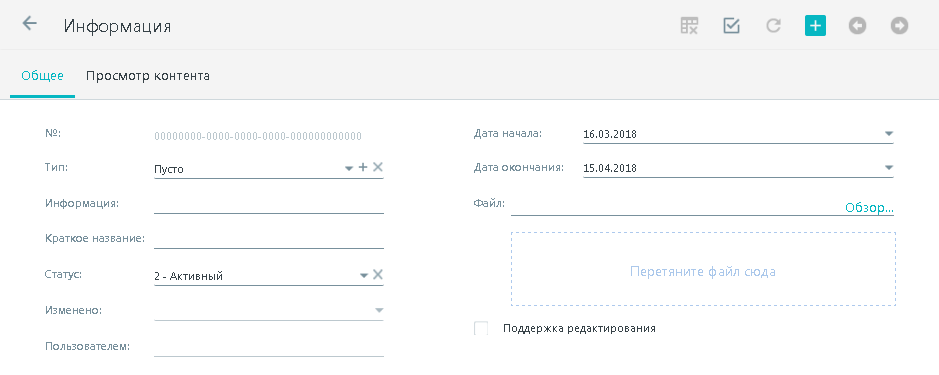 Информация
Общее Просмотр контента
№: 00000000-0000-0000-0000-000000000000
Тип: Пусто
Информация:
Краткое название:
Статус: 2 - Активный
Изменено:
Пользователем:
Дата начала: 16.03.2018
Дата окончания: 15.04.2018
Файл: Обзор...
Перетяните файл сюда
Поддержка редактирования